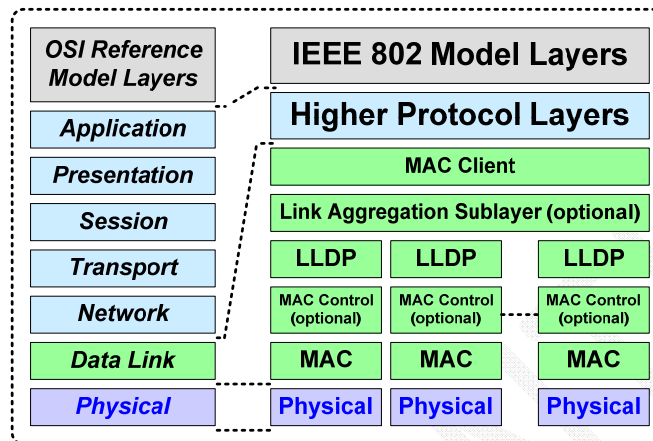 OSI Reference
Model Layers
Application
Presentation
Session
Transport
Network
Data Link
Physical
IEEE 802 Model Layers
Higher Protocol Layers
MAC Client
Link Aggregation Sublayer (optional)
LLDP LLDP LLDP
MAC Control MAC Control MAC Control
(optional) (optional) (optional)
MAC MAC MAC
Physical Physical Physical